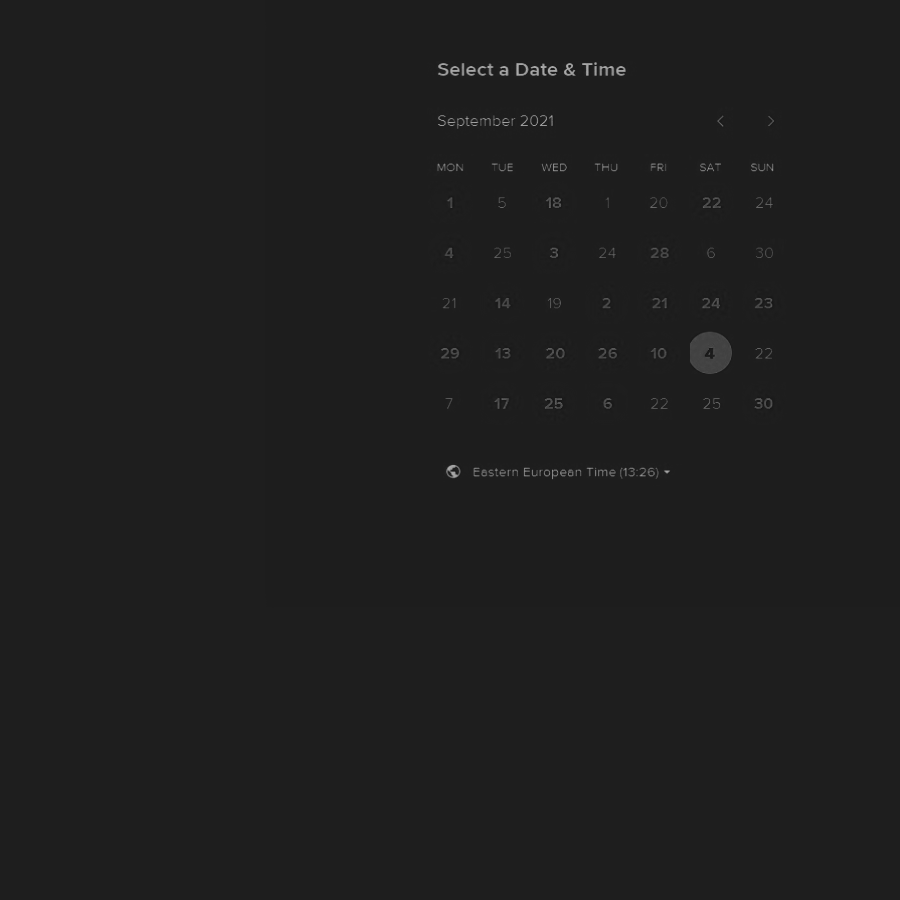 Select a Date & Time
September 2021
MON TUE WED THU FRI SAT SUN
1 5 18 1 20 22 24
4 25 3 24 28 6 30
21 14 19 2 21 24 23
29 13 20 26 10 4 22
7 17 25 6 22 25 30
Eastern European Time (13:26)